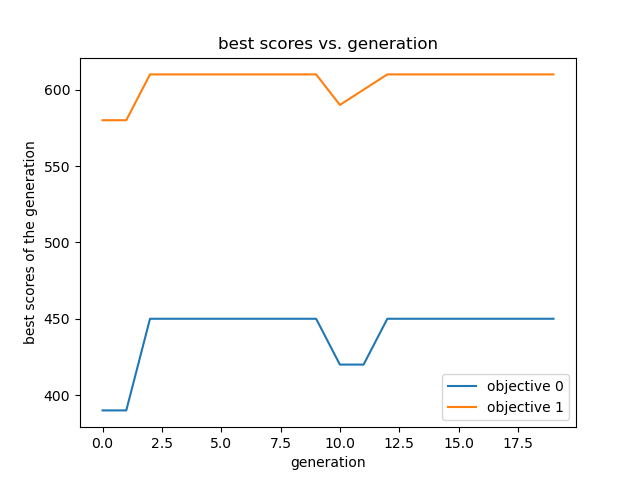 best scores vs. generation
best scores of the generation
600
550
500
450
400
0.0 2.5 5.0 7.5 10.0 12.5 15.0 17.5
generation
objective 0
objective 1